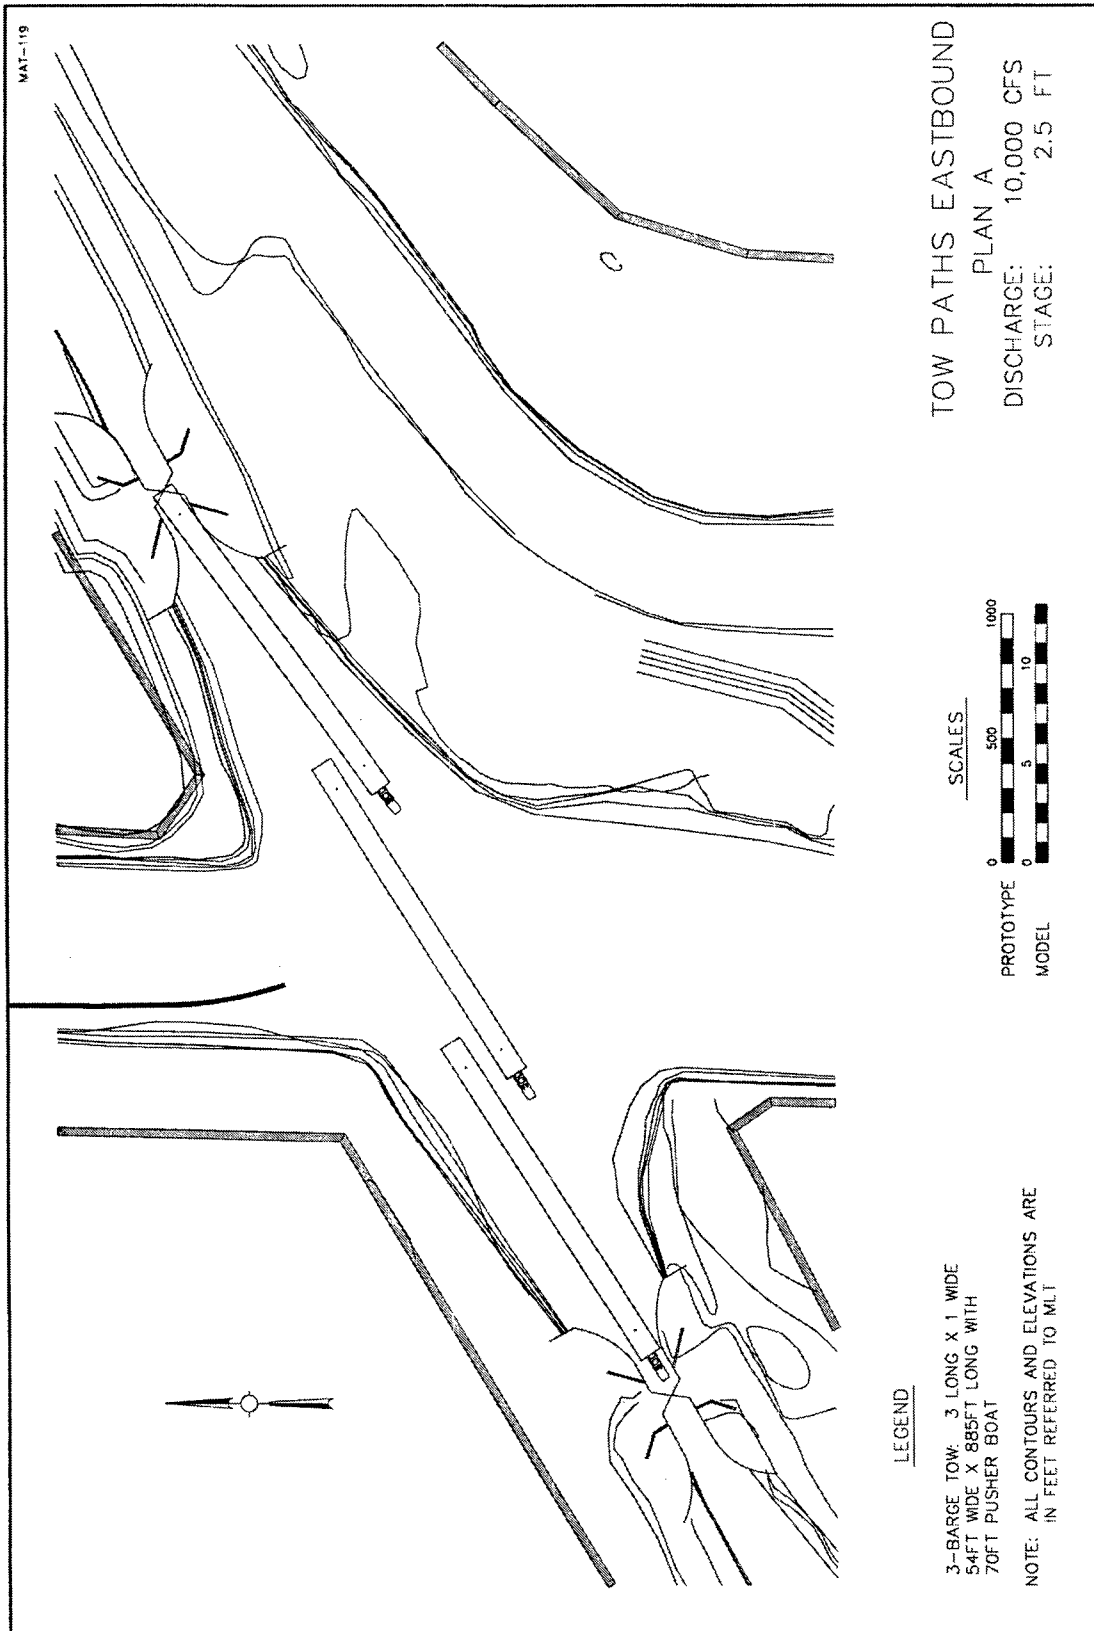 MAT-119
TOW PATHS EASTBOUND
PLAN A
DISCHARGE: 10,000 CFS
STAGE: 2.5 FT
SCALES
PROTOTYPE 0 500 1000
MODEL 0 5 10
LEGEND
3-BARGE TOW: 3 LONG X 1 WIDE
54FT WIDE X 885FT LONG WITH
70FT PUSHER BOAT
NOTE: ALL CONTOURS AND ELEVATIONS ARE
IN FEET REFERRED TO MLT